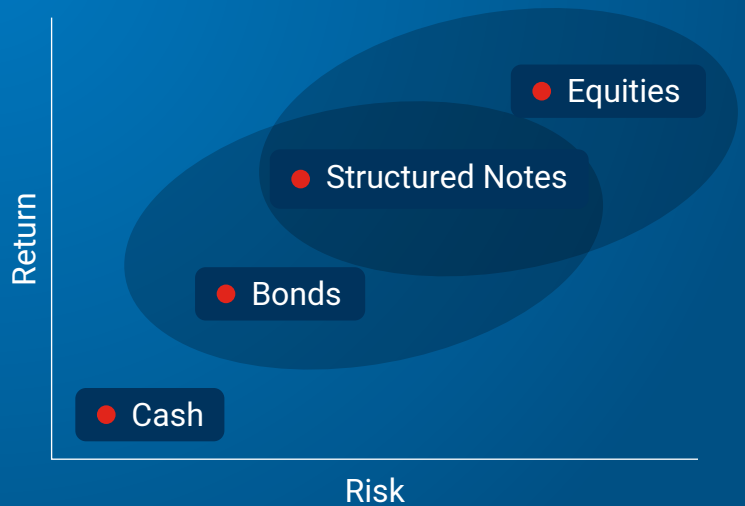 Equities
Structured Notes
Return
Bonds
Cash
Risk